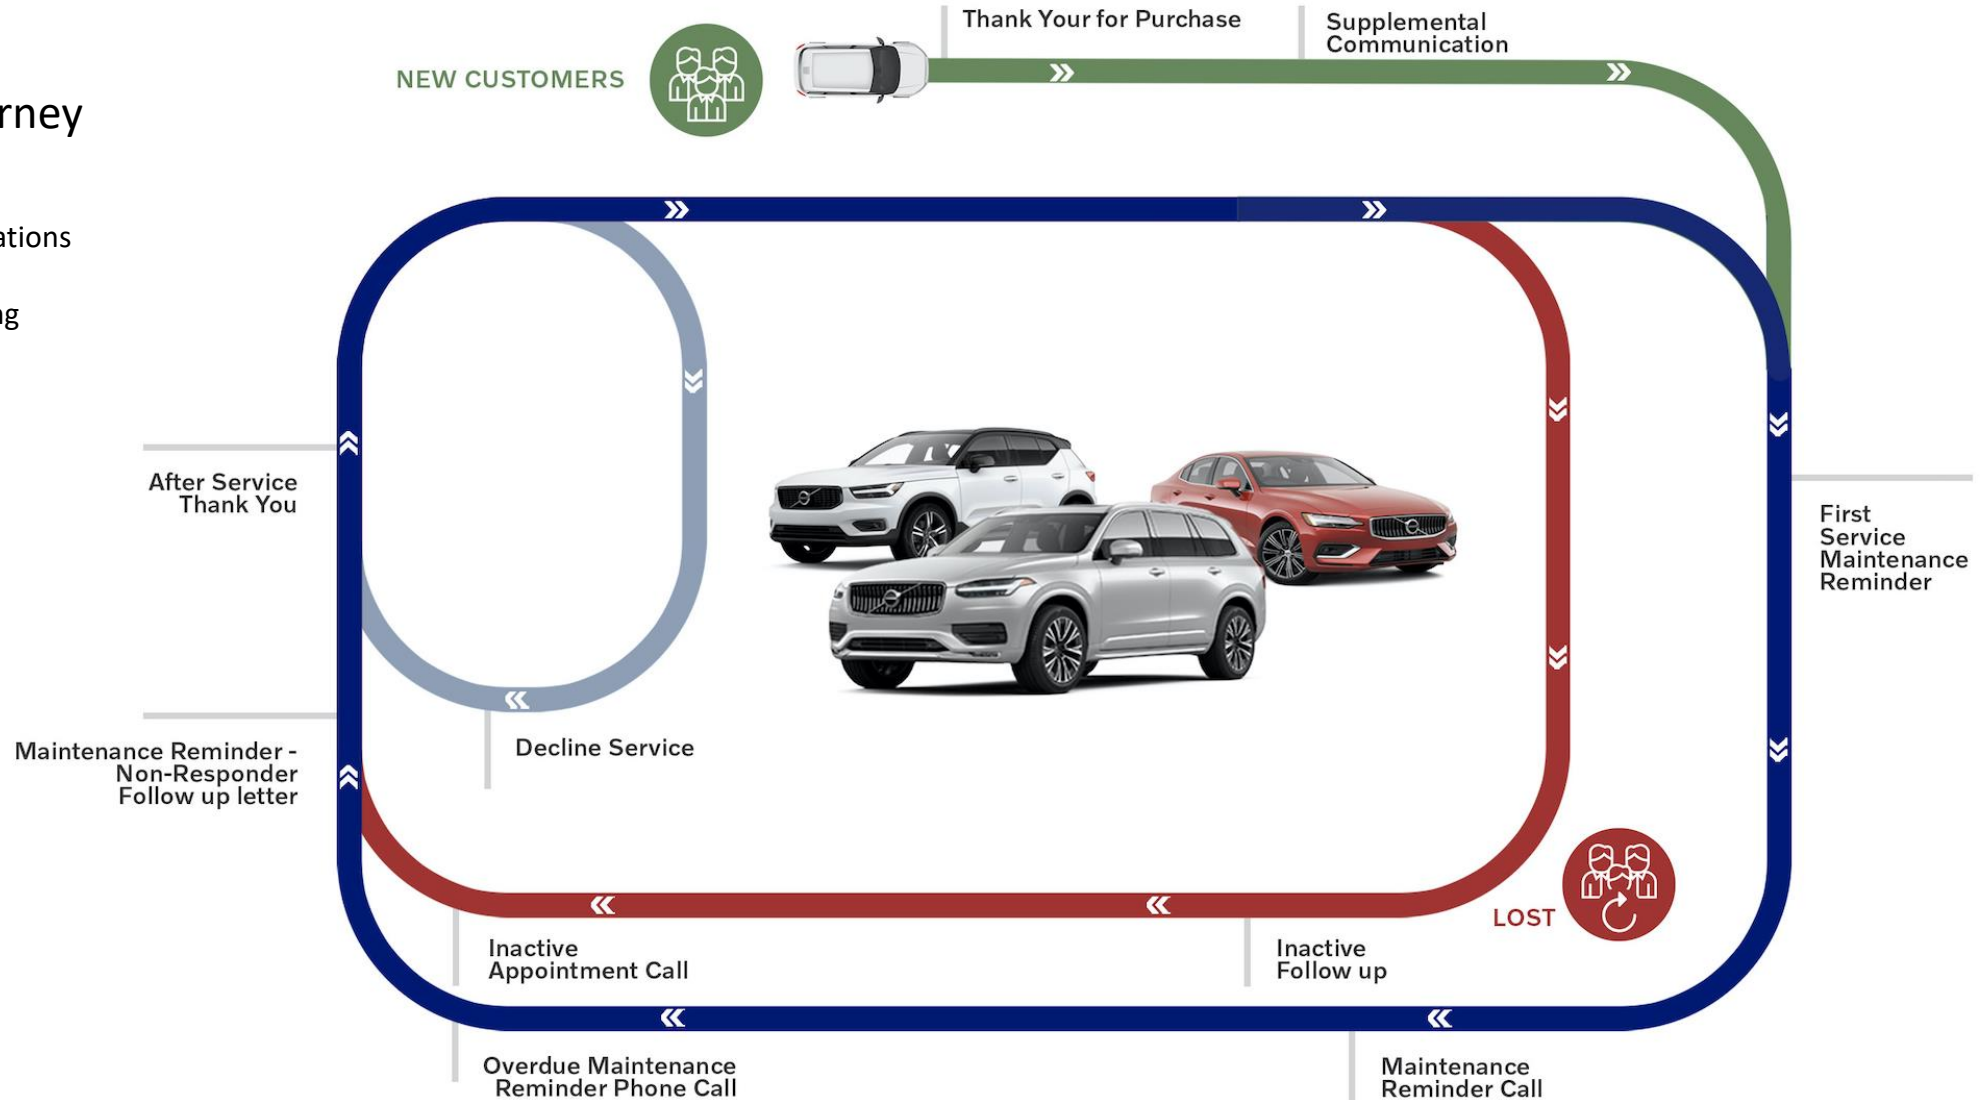 Thank Your for Purchase
Supplemental
Communication
NEW CUSTOMERS
rney
ations
ng
After Service
Thank You
First
Service
Maintenance
Reminder
Maintenance Reminder -
Non-Responder
Follow up letter
Decline Service
LOST
Inactive
Appointment Call
Inactive
Follow up
Overdue Maintenance
Reminder Phone Call
Maintenance
Reminder Call